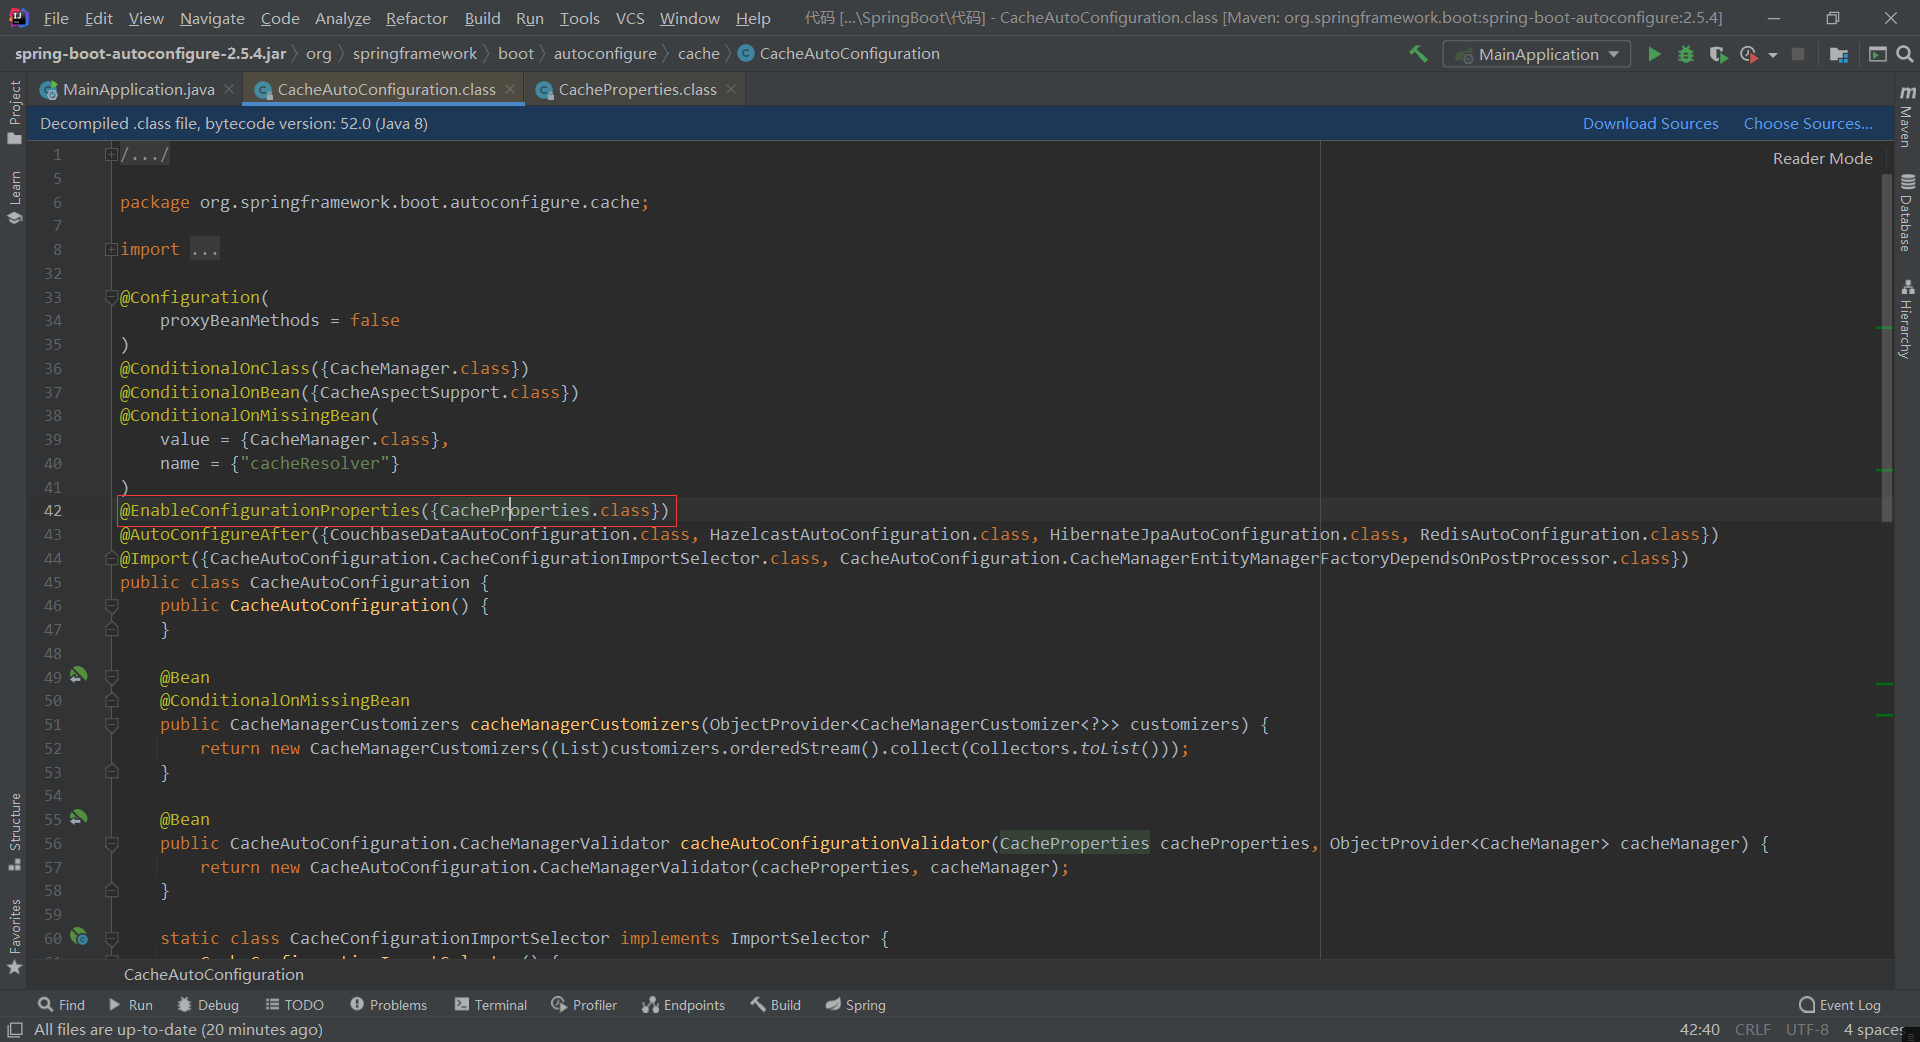 File Edit View Navigate Code Analyze Refactor Build Run Tools VCS Window Help 代码 [...\SpringBoot\代码] - CacheAutoConfiguration.class [Maven: org.springframework.boot:spring-boot-autoconfigure:2.5.4]
spring-boot-autoconfigure-2.5.4.jar org springframework boot autoconfigure cache CacheAutoConfiguration MainApplication
MainApplication.java CacheAutoConfiguration.class CacheProperties.class
Decompiled .class file, bytecode version: 52.0 (Java 8) Download Sources Choose Sources...
Reader Mode
1 /.../
5
6 package org.springframework.boot.autoconfigure.cache;
7
8 import ...
32
33 @Configuration(
34 proxyBeanMethods = false
35 )
36 @ConditionalOnClass({CacheManager.class})
37 @ConditionalOnBean({CacheAspectSupport.class})
38 @ConditionalOnMissingBean(
39 value = {CacheManager.class},
40 name = {"cacheResolver"}
41 )
42 @EnableConfigurationProperties({CacheProperties.class})
43 @AutoConfigureAfter({CouchbaseDataAutoConfiguration.class, HazelcastAutoConfiguration.class, HibernateJpaAutoConfiguration.class, RedisAutoConfiguration.class})
44 @Import({CacheAutoConfiguration.CacheConfigurationImportSelector.class, CacheAutoConfiguration.CacheManagerEntityManagerFactoryDependsOnPostProcessor.class})
45 public class CacheAutoConfiguration {
46 public CacheAutoConfiguration() {
47 }
48
49 @Bean
50 @ConditionalOnMissingBean
51 public CacheManagerCustomizers cacheManagerCustomizers(ObjectProvider<CacheManagerCustomizer<?>> customizers) {
52 return new CacheManagerCustomizers((List)customizers.orderedStream().collect(Collectors.toList()));
53 }
54
55 @Bean
56 public CacheAutoConfiguration.CacheManagerValidator cacheAutoConfigurationValidator(CacheProperties cacheProperties, ObjectProvider<CacheManager> cacheManager) {
57 return new CacheAutoConfiguration.CacheManagerValidator(cacheProperties, cacheManager);
58 }
59
60 static class CacheConfigurationImportSelector implements ImportSelector {
CacheAutoConfiguration
Project
Learn
Structure
Favorites
Maven
Database
Hierarchy
Find Run Debug TODO Problems Terminal Profiler Endpoints Build Spring Event Log
All files are up-to-date (20 minutes ago) 42:40 CRLF UTF-8 4 spaces